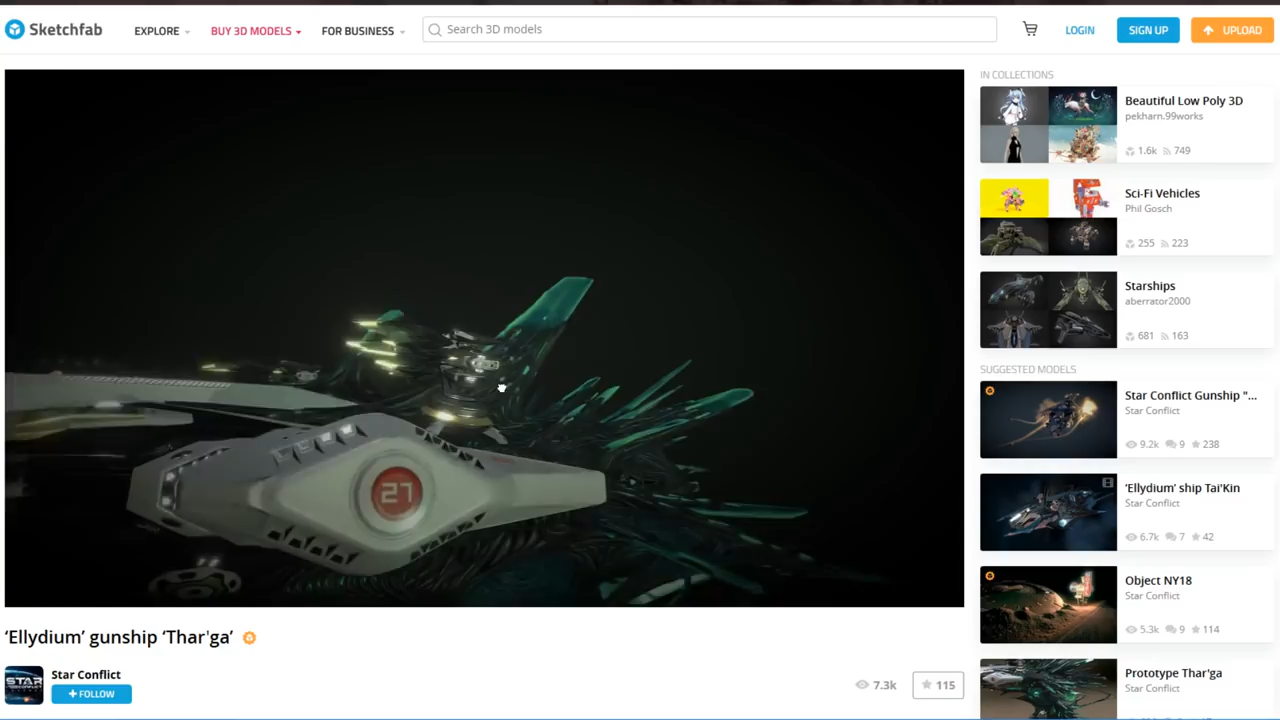 Sketchfab
EXPLORE
BUY 3D MODELS
FOR BUSINESS
Search 3D models
LOGIN
SIGN UP
UPLOAD
27
‘Ellydium’ gunship ‘Thar'ga’
STAR
Star Conflict
+ FOLLOW
7.3k
115
IN COLLECTIONS
Beautiful Low Poly 3D
pekharn.99works
1.6k 749
Sci-Fi Vehicles
Phil Gosch
255 223
Starships
aberrator2000
681 163
SUGGESTED MODELS
Star Conflict Gunship "...
Star Conflict
9.2k 9 238
‘Ellydium’ ship Tai'Kin
Star Conflict
6.7k 7 42
Object NY18
Star Conflict
5.3k 9 114
Prototype Thar'ga
Star Conflict